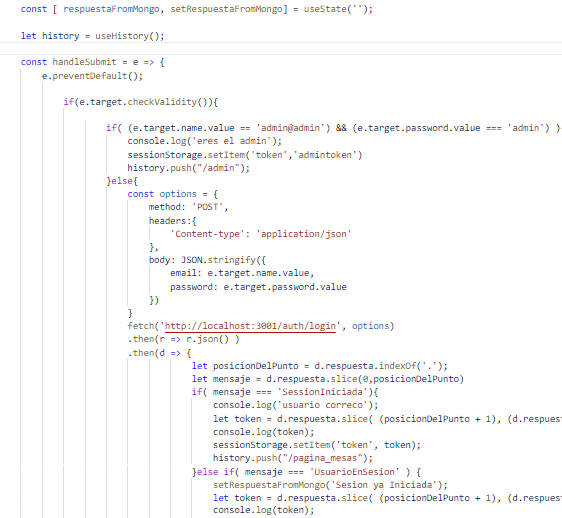 const [ respuestaFromMongo, setRespuestaFromMongo] = useState('');
let history = useHistory();
const handleSubmit = e => {
e.preventDefault();
if(e.target.checkValidity()){
if( (e.target.name.value == 'admin@admin') && (e.target.password.value === 'admin') )
console.log('eres el admin');
sessionStorage.setItem('token','admintoken')
history.push("/admin");
}else{
const options = {
method: 'POST',
headers:{
'Content-type': 'application/json'
},
body: JSON.stringify({
email: e.target.name.value,
password: e.target.password.value
})
}
fetch('http://localhost:3001/auth/login', options)
.then(r => r.json() )
.then(d => {
let posicionDelPunto = d.respuesta.indexOf('.');
let mensaje = d.respuesta.slice(0,posicionDelPunto)
if( mensaje === 'SessionIniciada'){
console.log('usuario correco');
let token = d.respuesta.slice( (posicionDelPunto + 1), (d.respues
console.log(token);
sessionStorage.setItem('token', token);
history.push("/pagina_mesas");
}else if( mensaje === 'UsuarioEnSesion' ) {
setRespuestaFromMongo('Sesion ya Iniciada');
let token = d.respuesta.slice( (posicionDelPunto + 1), (d.respues
console.log(token);